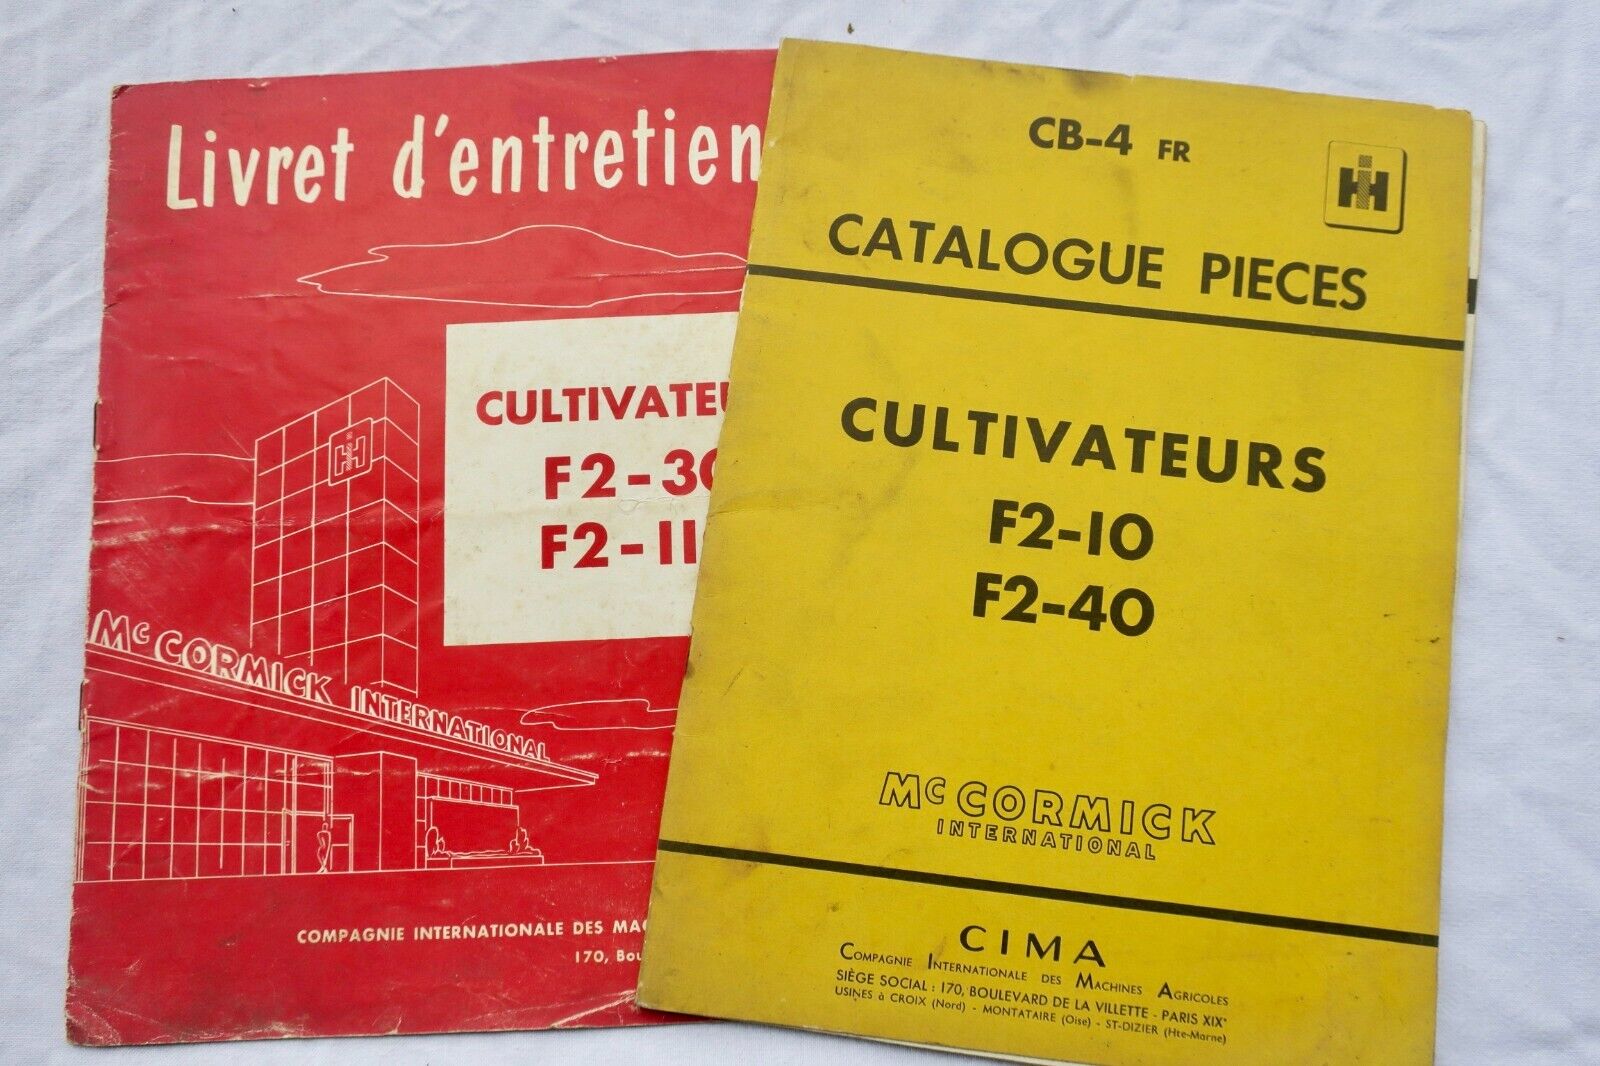 Livret d'entretien
CULTIVATEU
F2-30
F2-11
IH
McCORMICK INTERNATIONAL
COMPAGNIE INTERNATIONALE DES MAC
170, Bou
CB-4 FR
IH
CATALOGUE PIECES
CULTIVATEURS
F2-10
F2-40
McCORMICK
INTERNATIONAL
CIMA
COMPAGNIE INTERNATIONALE DES MACHINES AGRICOLES
SIÈGE SOCIAL : 170, BOULEVARD DE LA VILLETTE - PARIS XIXe
USINES à CROIX (Nord) - MONTATAIRE (Oise) - ST-DIZIER (Hte-Marne)